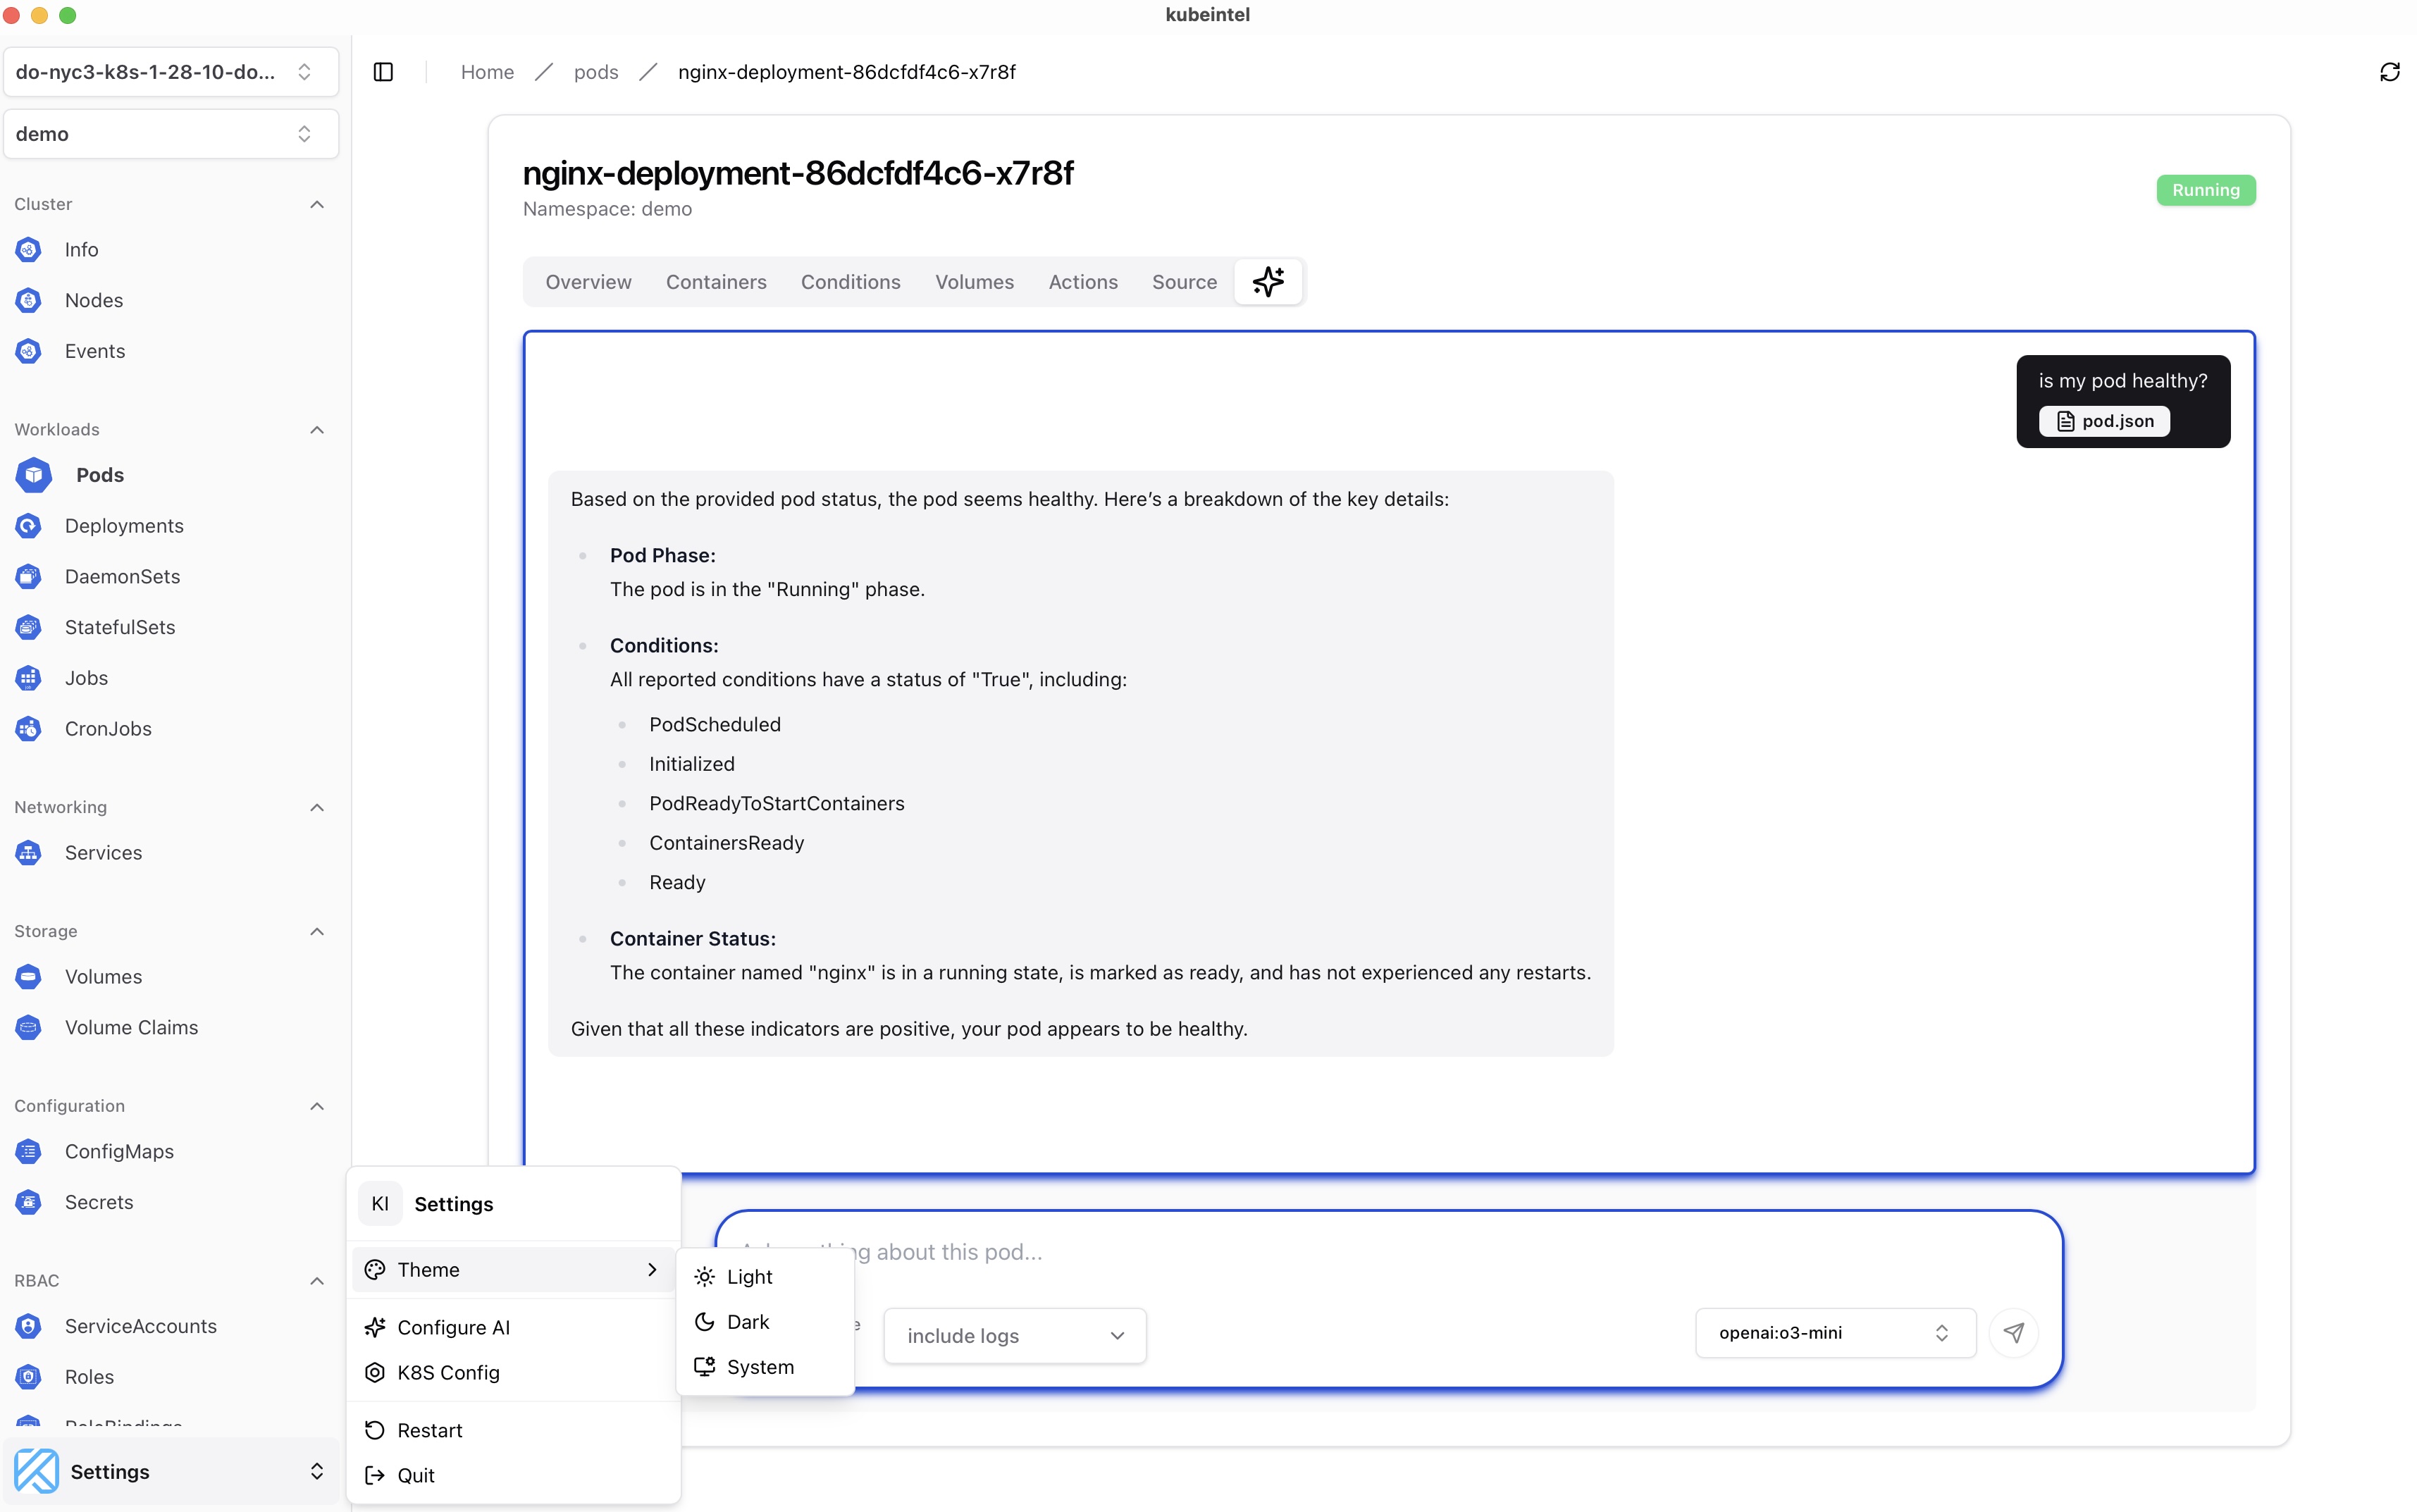 kubeintel
do-nyc3-k8s-1-28-10-do...
demo
Cluster
Info
Nodes
Events
Workloads
Pods
Deployments
DaemonSets
StatefulSets
Jobs
CronJobs
Networking
Services
Storage
Volumes
Volume Claims
Configuration
ConfigMaps
Secrets
RBAC
ServiceAccounts
Roles
RoleBindings
Settings
Home / pods / nginx-deployment-86dcfdf4c6-x7r8f
nginx-deployment-86dcfdf4c6-x7r8f
Namespace: demo
Running
Overview Containers Conditions Volumes Actions Source
is my pod healthy?
pod.json
Based on the provided pod status, the pod seems healthy. Here’s a breakdown of the key details:
Pod Phase:
The pod is in the "Running" phase.
Conditions:
All reported conditions have a status of "True", including:
PodScheduled
Initialized
PodReadyToStartContainers
ContainersReady
Ready
Container Status:
The container named "nginx" is in a running state, is marked as ready, and has not experienced any restarts.
Given that all these indicators are positive, your pod appears to be healthy.
about this pod...
include logs
openai:o3-mini
KI Settings
Theme
Configure AI
K8S Config
Restart
Quit
Light
Dark
System